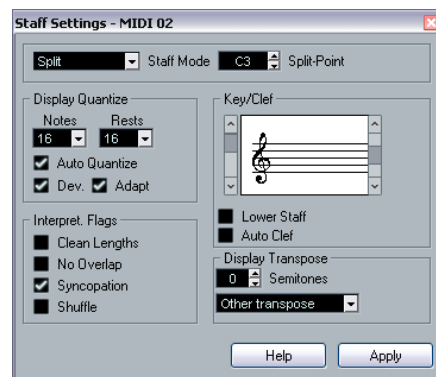 Staff Settings - MIDI 02
Split Staff Mode C3 Split-Point
Display Quantize
Notes Rests
16 16
Auto Quantize
Dev. Adapt
Interpret. Flags
Clean Lengths
No Overlap
Syncopation
Shuffle
Key/Clef
Lower Staff
Auto Clef
Display Transpose
0 Semitones
Other transpose
Help Apply